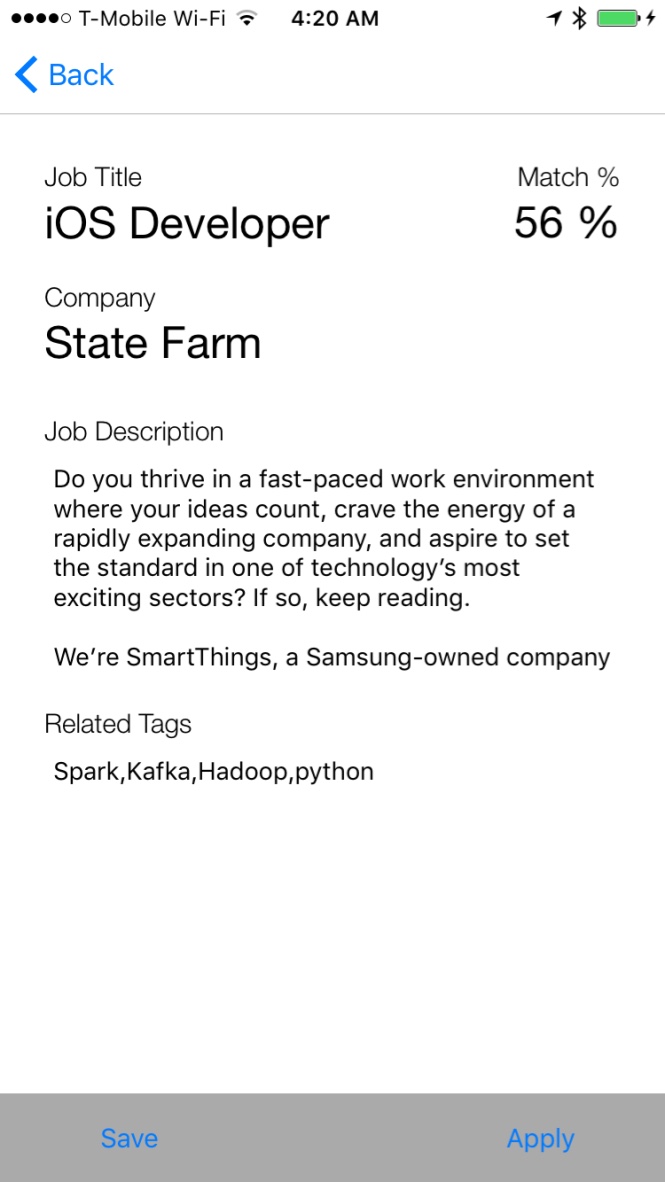 T-Mobile Wi-Fi 4:20 AM
Back
Job Title Match %
iOS Developer 56 %
Company
State Farm
Job Description
Do you thrive in a fast-paced work environment
where your ideas count, crave the energy of a
rapidly expanding company, and aspire to set
the standard in one of technology’s most
exciting sectors? If so, keep reading.
We’re SmartThings, a Samsung-owned company
Related Tags
Spark,Kafka,Hadoop,python
Save Apply